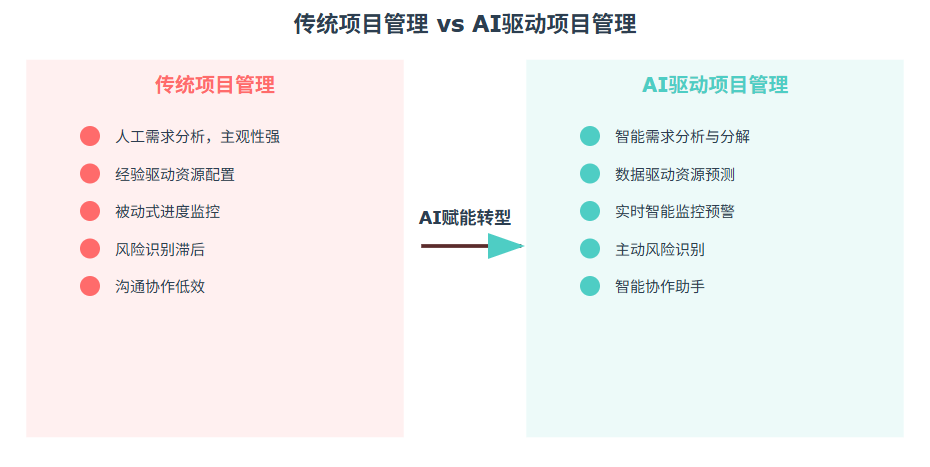 传统项目管理 vs AI驱动项目管理
传统项目管理
人工需求分析，主观性强
经验驱动资源配置
被动式进度监控
风险识别滞后
沟通协作低效
AI赋能转型
AI驱动项目管理
智能需求分析与分解
数据驱动资源预测
实时智能监控预警
主动风险识别
智能协作助手